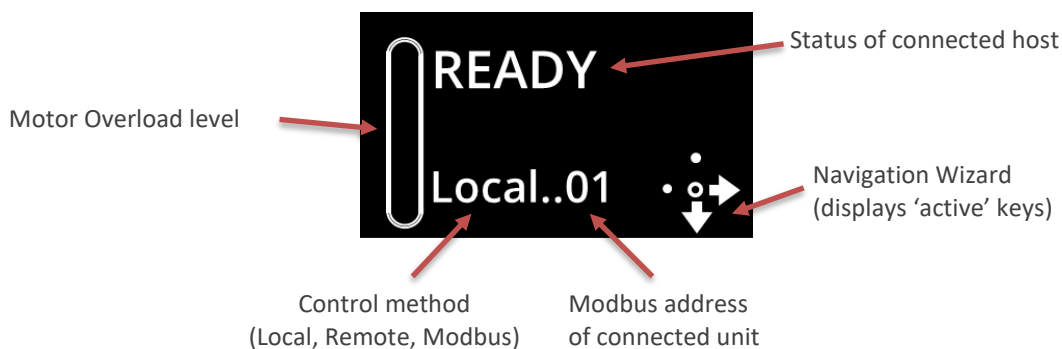 READY
Status of connected host
Motor Overload level
Local..01
Navigation Wizard
(displays ‘active’ keys)
Control method
(Local, Remote, Modbus)
Modbus address
of connected unit